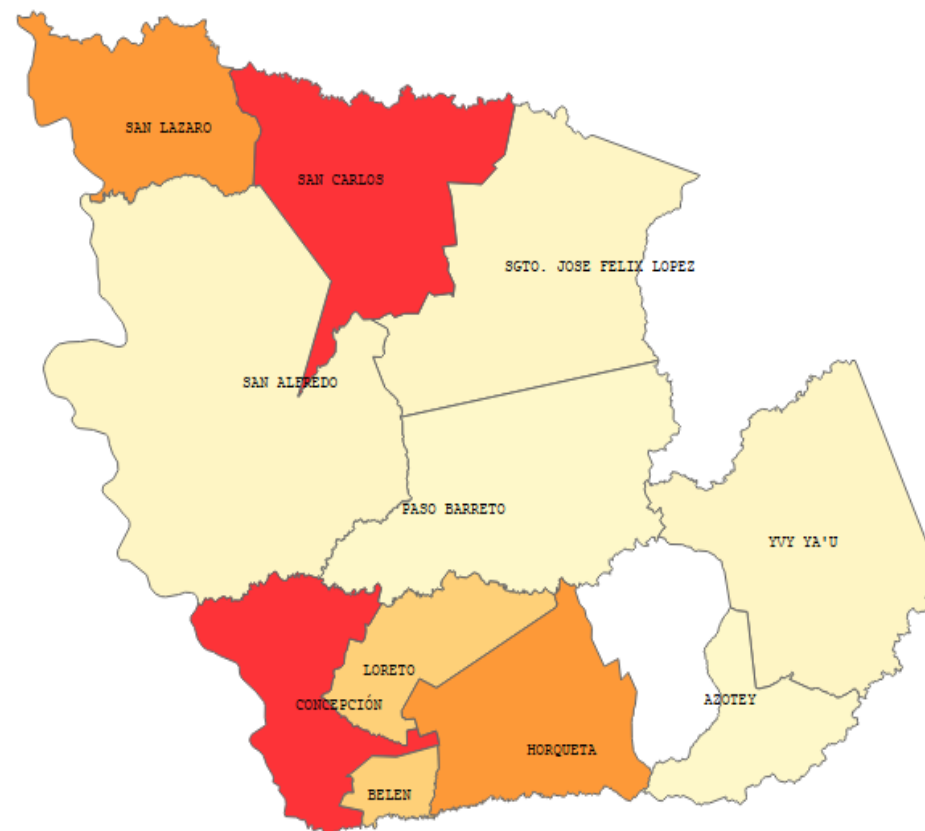 SAN LAZARO
SAN CARLOS
SGTO. JOSE FELIX LOPEZ
SAN ALFREDO
PASO BARRETO
YVY YA'U
LORETO
AZOTEY
CONCEPCIÓN
HORQUETA
BELEN